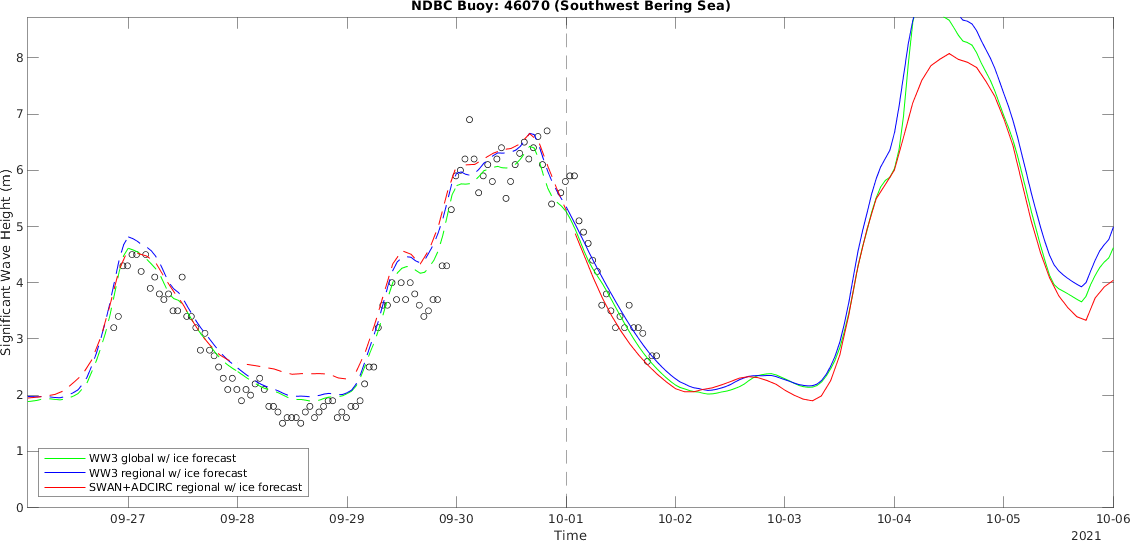 NDBC Buoy: 46070 (Southwest Bering Sea)
Significant Wave Height (m)
8
7
6
5
4
3
2
1
0
WW3 global w/ ice forecast
WW3 regional w/ ice forecast
SWAN+ADCIRC regional w/ ice forecast
09-27 09-28 09-29 09-30 10-01 10-02 10-03 10-04 10-05 10-06
Time
2021